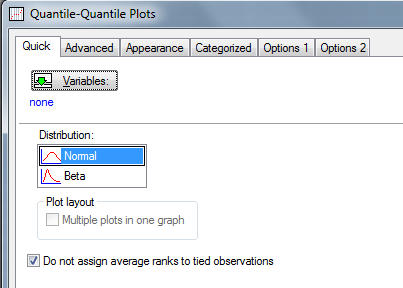 Quantile-Quantile Plots
Quick Advanced Appearance Categorized Options 1 Options 2
Variables:
none
Distribution:
Normal
Beta
Plot layout
Multiple plots in one graph
Do not assign average ranks to tied observations